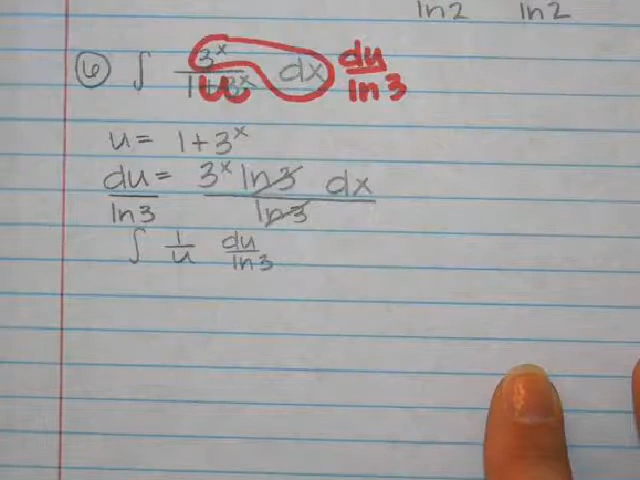 ln2 ln2
6 ∫ 3^x / 1+3^x dx du/ln3
u
u = 1+3^x
du/ln3 = 3^x ln3/ln3 dx
∫ 1/u du/ln3